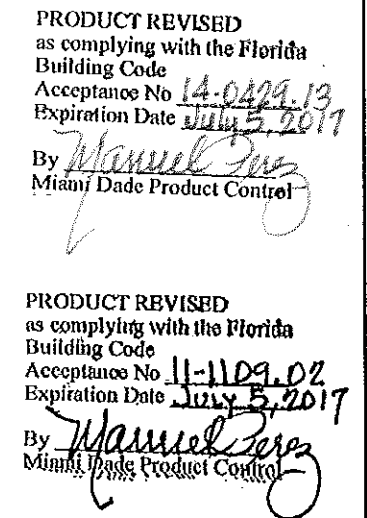 PRODUCT REVISED
as complying with the Florida
Building Code
Acceptance No 14-0429.13
Expiration Date July 5, 2017
By Manuel Perez
Miami Dade Product Control
PRODUCT REVISED
as complying with the Florida
Building Code
Acceptance No 11-1109.02
Expiration Date July 5, 2017
By Manuel Perez
Miami Dade Product Control